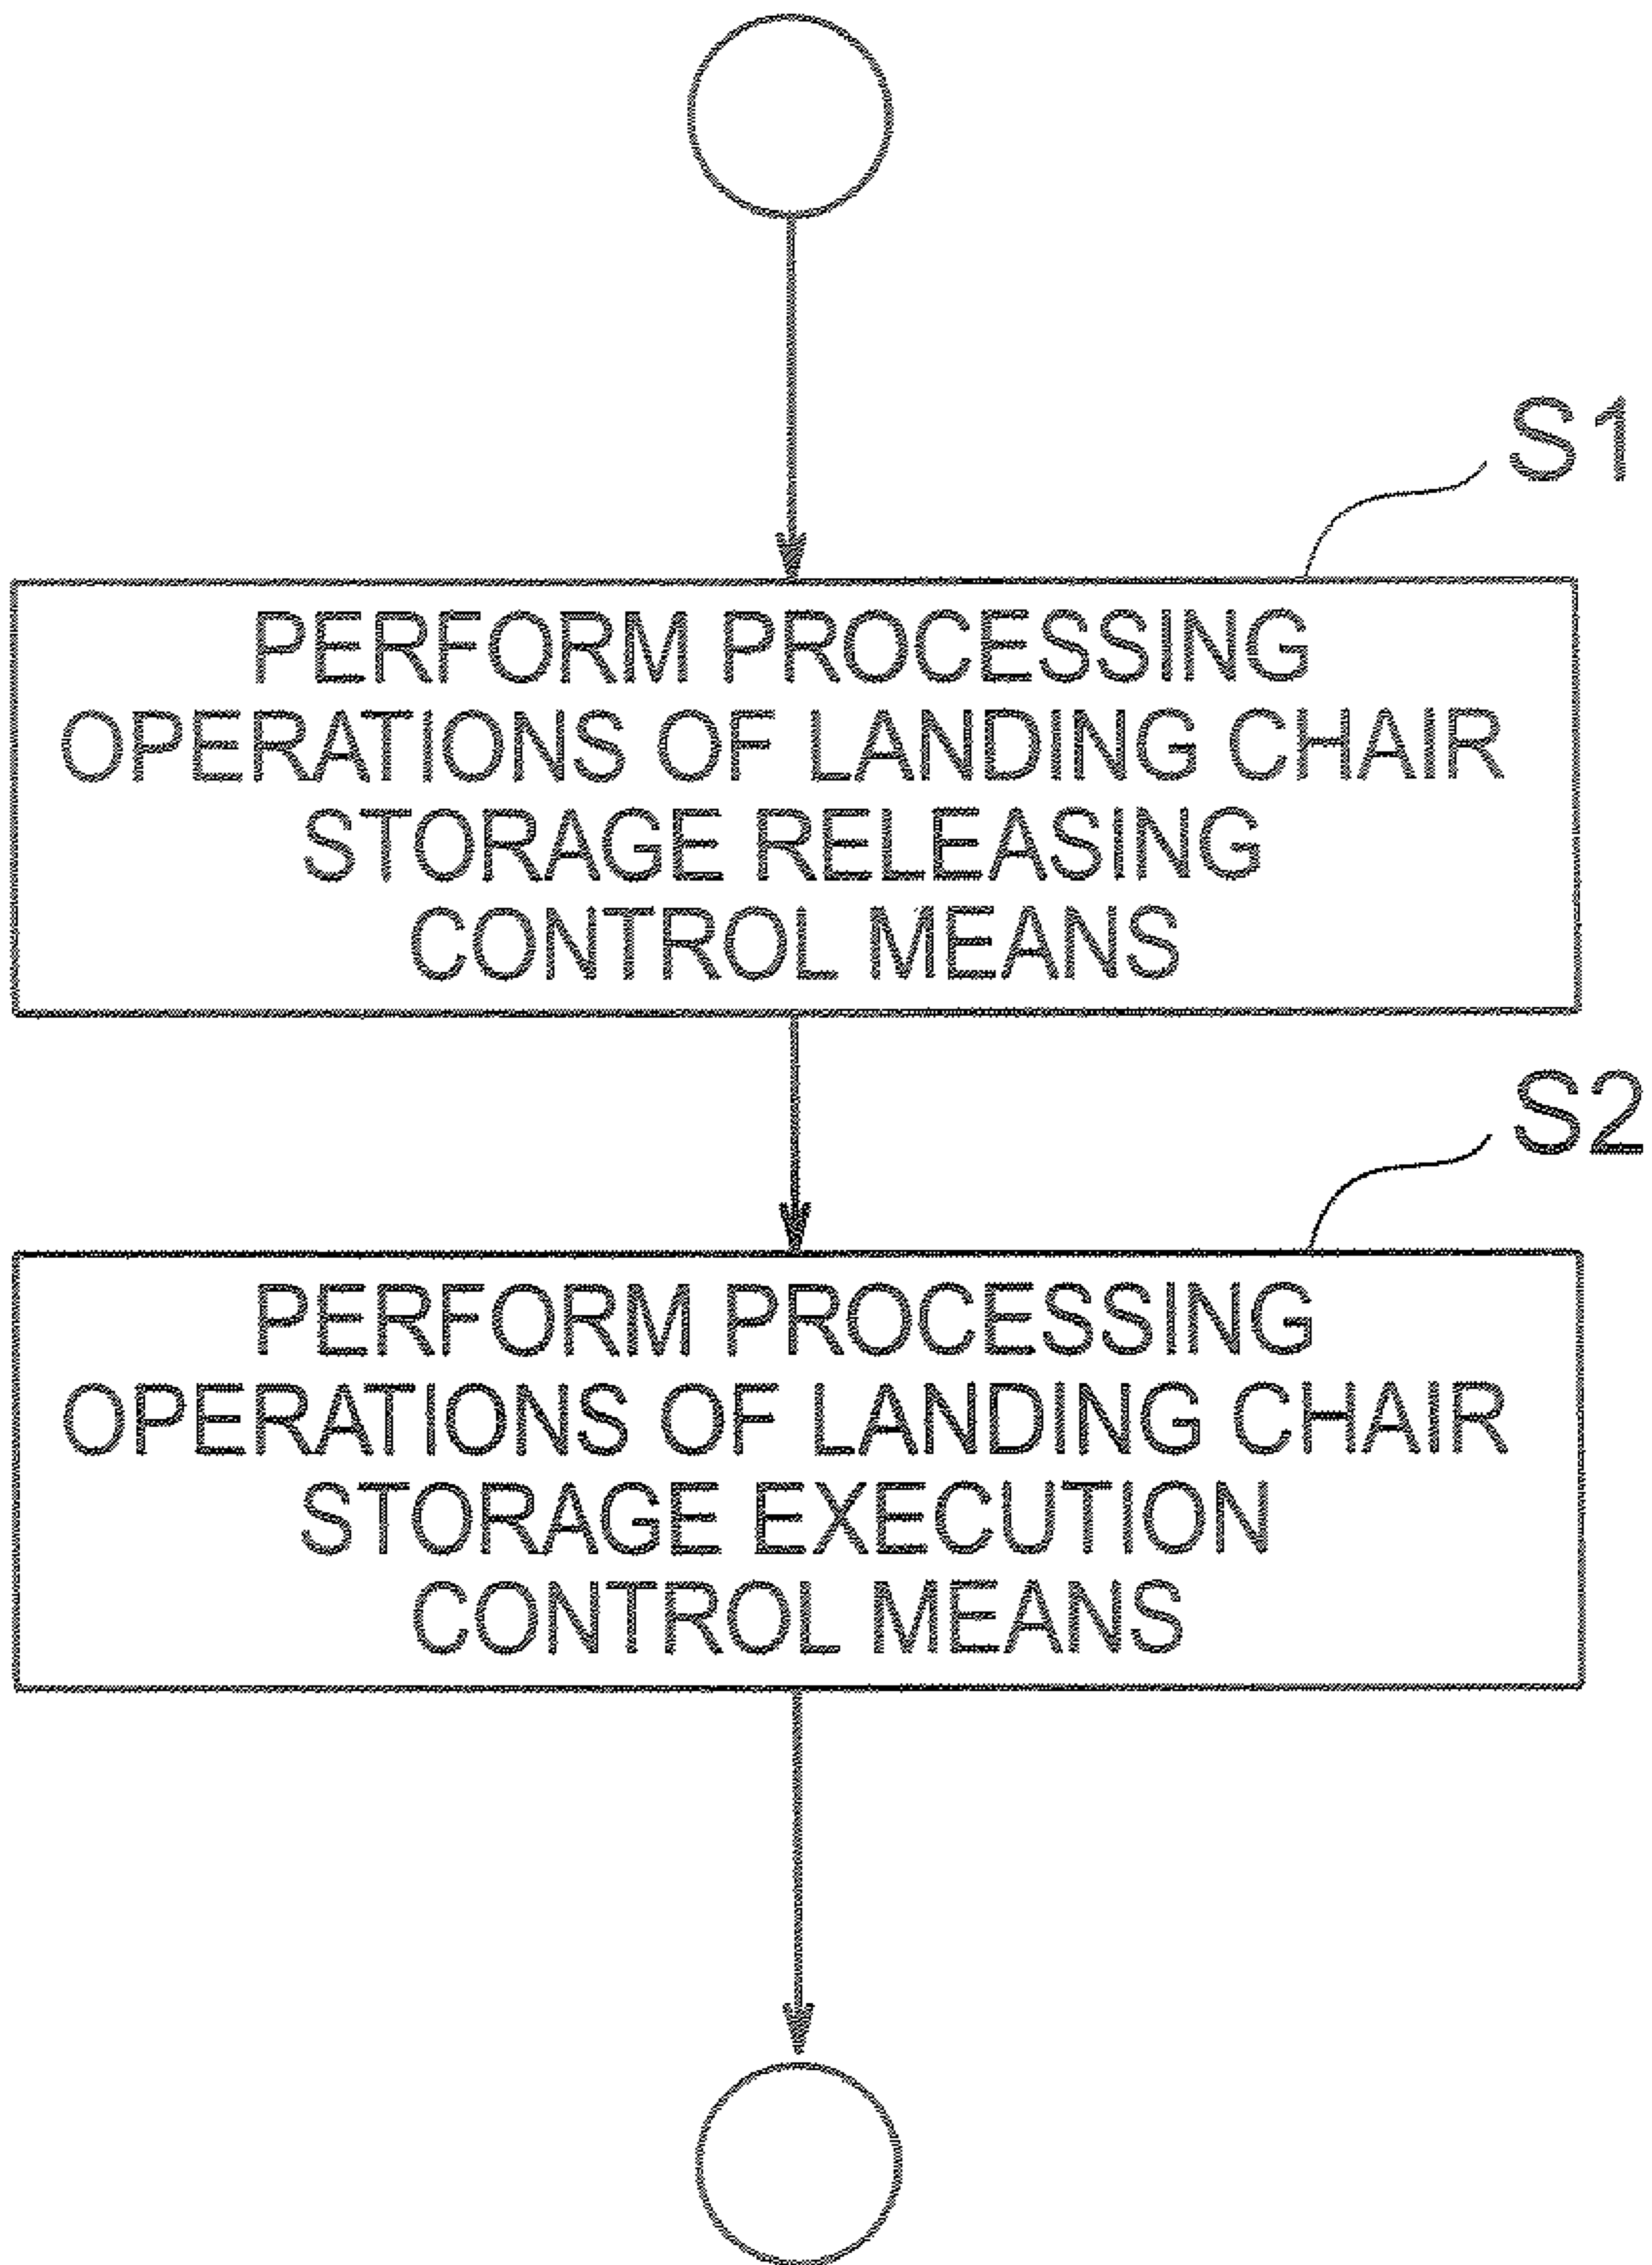 S1
PERFORM PROCESSING
OPERATIONS OF LANDING CHAIR
STORAGE RELEASING
CONTROL MEANS
S2
PERFORM PROCESSING
OPERATIONS OF LANDING CHAIR
STORAGE EXECUTION
CONTROL MEANS